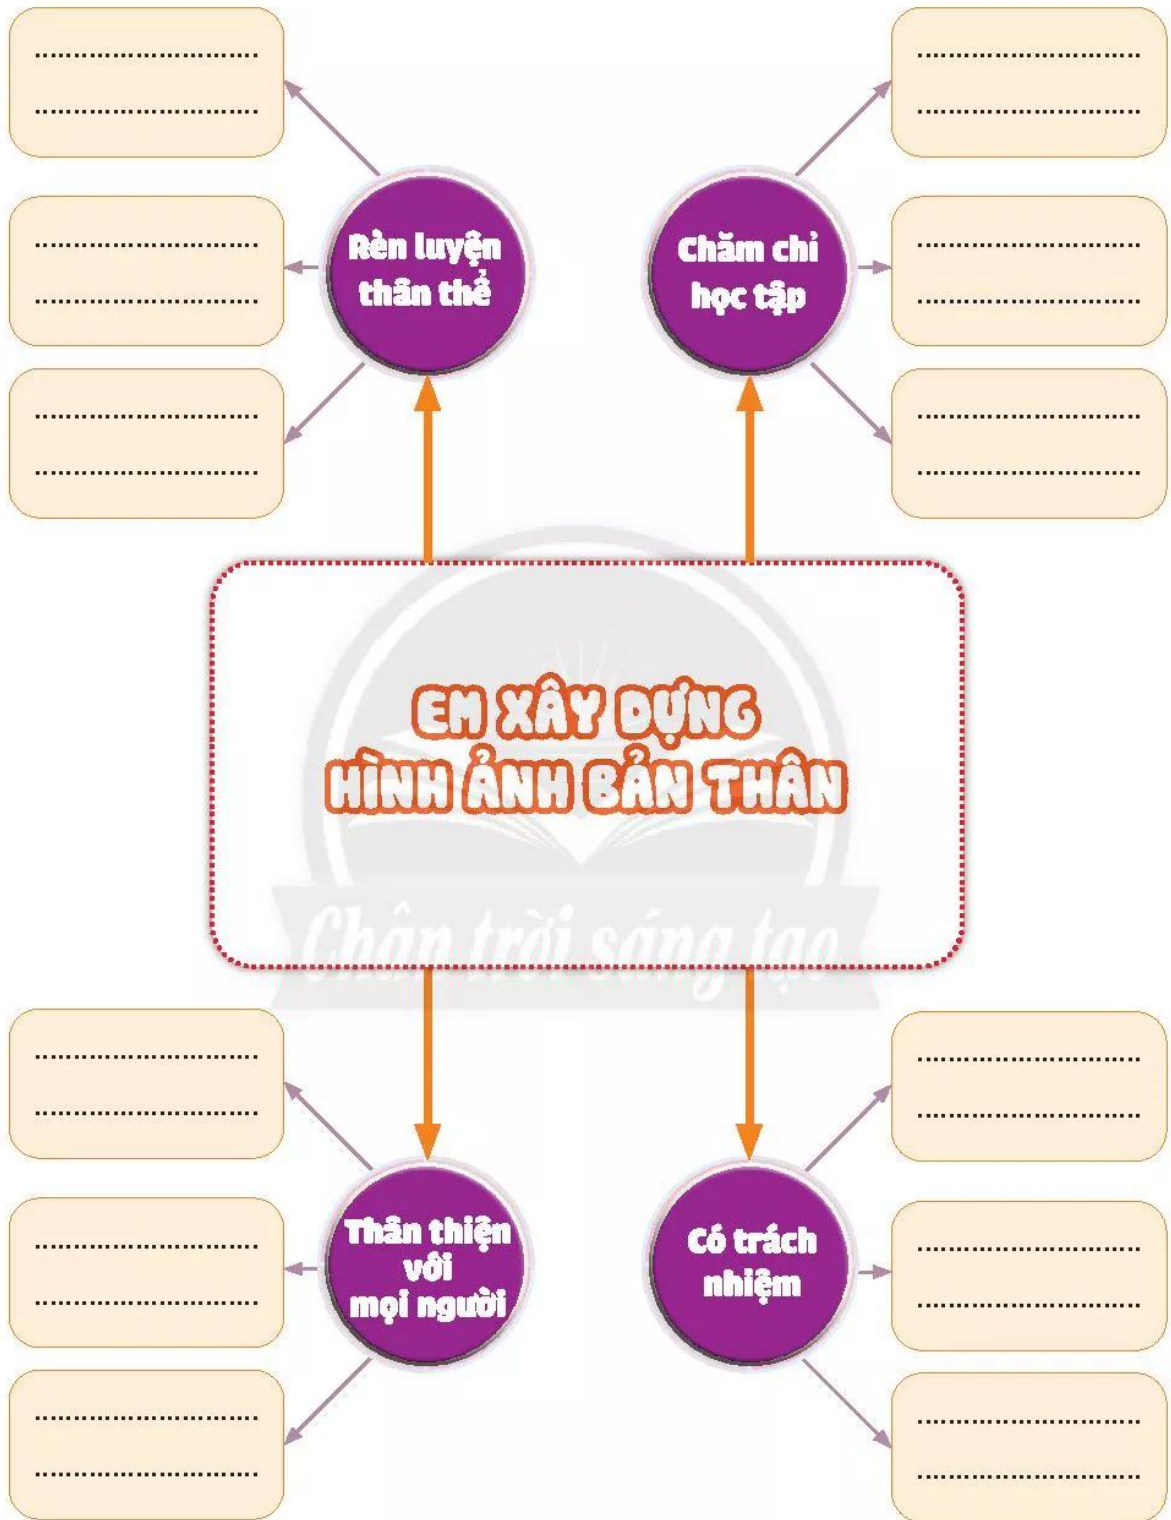 Rèn luyện
thân thể
Chăm chỉ
học tập
EM XÂY DỰNG
HÌNH ẢNH BẢN THÂN
Chân trời sáng tạo
Thân thiện
với
mọi người
Có trách
nhiệm